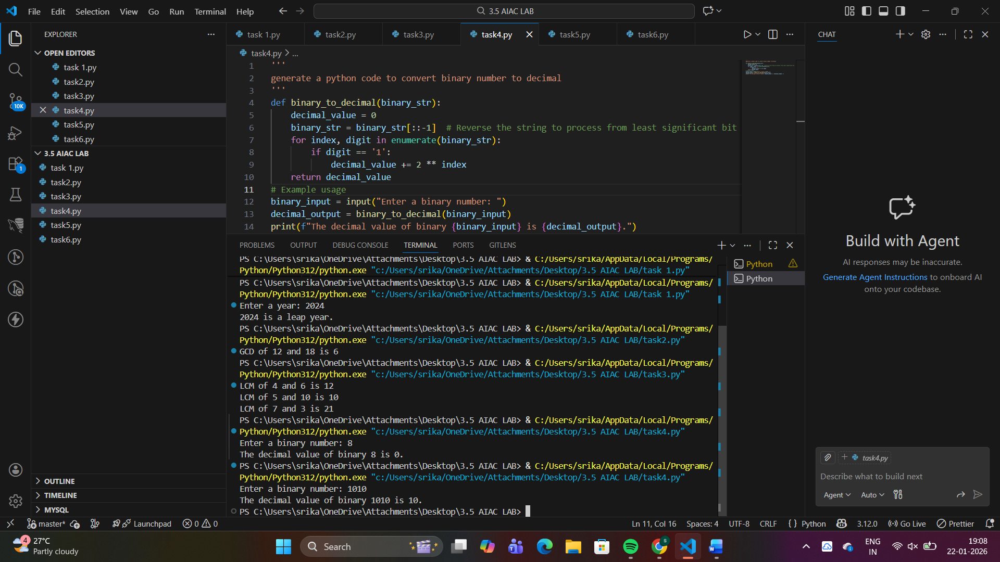 File Edit Selection View Go Run Terminal Help
3.5 AIAC LAB
EXPLORER
OPEN EDITORS
task 1.py
task2.py
task3.py
task4.py
task5.py
task6.py
3.5 AIAC LAB
task 1.py
task2.py
task3.py
task4.py
task5.py
task6.py
OUTLINE
TIMELINE
MYSQL
10K
1
task 1.py task2.py task3.py task4.py task5.py task6.py
task4.py > ...
1 '''
2 generate a python code to convert binary number to decimal
3 '''
4 def binary_to_decimal(binary_str):
5 decimal_value = 0
6 binary_str = binary_str[::-1] # Reverse the string to process from least significant bit
7 for index, digit in enumerate(binary_str):
8 if digit == '1':
9 decimal_value += 2 ** index
10 return decimal_value
11 # Example usage
12 binary_input = input("Enter a binary number: ")
13 decimal_output = binary_to_decimal(binary_input)
14 print(f"The decimal value of binary {binary_input} is {decimal_output}.")
PROBLEMS OUTPUT DEBUG CONSOLE TERMINAL PORTS GITLENS
PS C:\Users\srika\OneDrive\Attachments\Desktop\3.5 AIAC LAB> & C:/Users/srika/AppData/Local/Programs/
Python/Python312/python.exe "c:/Users/srika/OneDrive/Attachments/Desktop/3.5 AIAC LAB/task 1.py"
PS C:\Users\srika\OneDrive\Attachments\Desktop\3.5 AIAC LAB> & C:/Users/srika/AppData/Local/Programs/
Python/Python312/python.exe "c:/Users/srika/OneDrive/Attachments/Desktop/3.5 AIAC LAB/task 1.py"
Enter a year: 2024
2024 is a leap year.
PS C:\Users\srika\OneDrive\Attachments\Desktop\3.5 AIAC LAB> & C:/Users/srika/AppData/Local/Programs/
Python/Python312/python.exe "c:/Users/srika/OneDrive/Attachments/Desktop/3.5 AIAC LAB/task2.py"
GCD of 12 and 18 is 6
PS C:\Users\srika\OneDrive\Attachments\Desktop\3.5 AIAC LAB> & C:/Users/srika/AppData/Local/Programs/
Python/Python312/python.exe "c:/Users/srika/OneDrive/Attachments/Desktop/3.5 AIAC LAB/task3.py"
LCM of 4 and 6 is 12
LCM of 5 and 10 is 10
LCM of 7 and 3 is 21
PS C:\Users\srika\OneDrive\Attachments\Desktop\3.5 AIAC LAB> & C:/Users/srika/AppData/Local/Programs/
Python/Python312/python.exe "c:/Users/srika/OneDrive/Attachments/Desktop/3.5 AIAC LAB/task4.py"
Enter a binary number: 8
The decimal value of binary 8 is 0.
PS C:\Users\srika\OneDrive\Attachments\Desktop\3.5 AIAC LAB> & C:/Users/srika/AppData/Local/Programs/
Python/Python312/python.exe "c:/Users/srika/OneDrive/Attachments/Desktop/3.5 AIAC LAB/task4.py"
Enter a binary number: 1010
The decimal value of binary 1010 is 10.
PS C:\Users\srika\OneDrive\Attachments\Desktop\3.5 AIAC LAB>
Python
Python
CHAT
Build with Agent
AI responses may be inaccurate.
Generate Agent Instructions to onboard AI
onto your codebase.
task4.py
Describe what to build next
Agent Auto
master* Launchpad 0 0
Ln 11, Col 16 Spaces: 4 UTF-8 CRLF { } Python 3.12.0 Go Live Prettier
4 27°C
Partly cloudy
Search
ENG
IN
19:08
22-01-2026